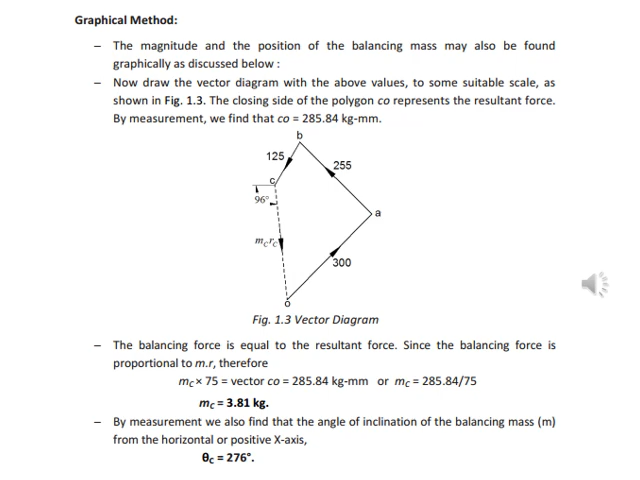 Graphical Method:
– The magnitude and the position of the balancing mass may also be found
graphically as discussed below :
– Now draw the vector diagram with the above values, to some suitable scale, as
shown in Fig. 1.3. The closing side of the polygon co represents the resultant force.
By measurement, we find that co = 285.84 kg-mm.
b
125
255
c
96°
a
mcrc
300
o
Fig. 1.3 Vector Diagram
– The balancing force is equal to the resultant force. Since the balancing force is
proportional to m.r, therefore
mC × 75 = vector co = 285.84 kg-mm or mC = 285.84/75
mC = 3.81 kg.
– By measurement we also find that the angle of inclination of the balancing mass (m)
from the horizontal or positive X-axis,
θC = 276°.